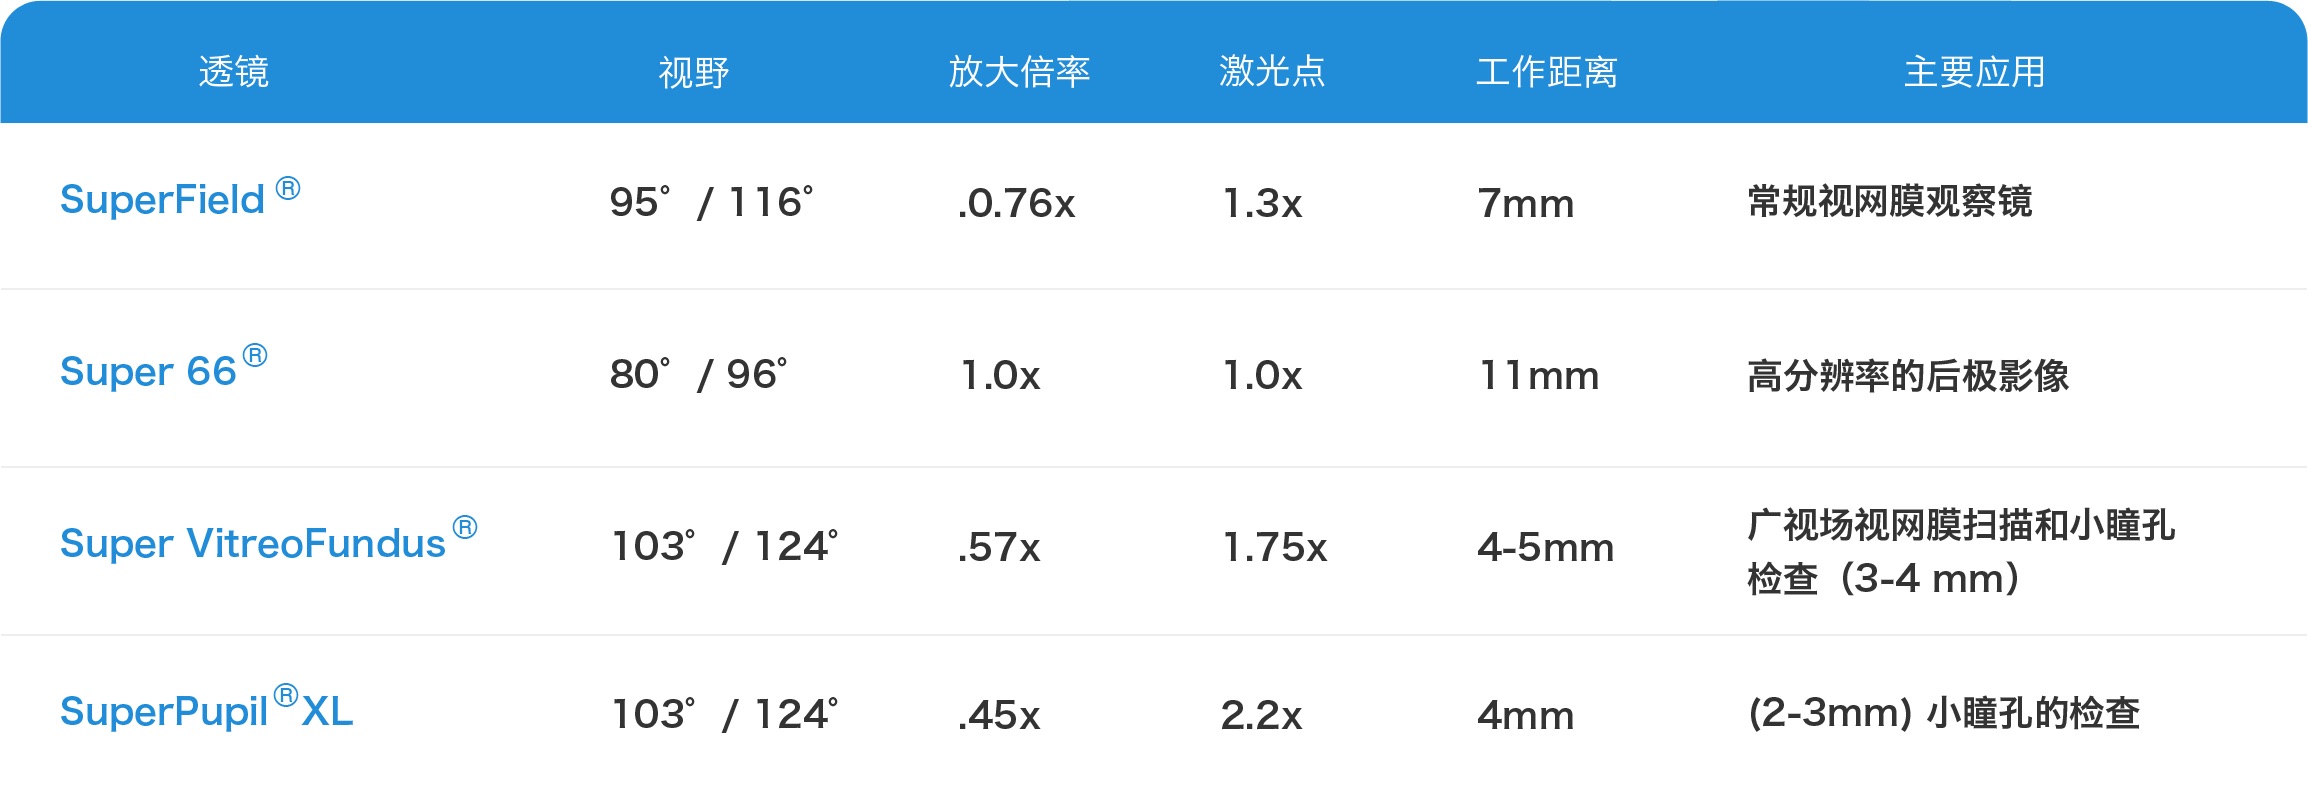 透镜 视野 放大倍率 激光点 工作距离 主要应用
SuperField® 95° / 116° .0.76x 1.3x 7mm 常规视网膜观察镜
Super 66® 80° / 96° 1.0x 1.0x 11mm 高分辨率的后极影像
Super VitreoFundus® 103° / 124° .57x 1.75x 4-5mm 广视场视网膜扫描和小瞳孔
检查（3-4 mm）
SuperPupil®XL 103° / 124° .45x 2.2x 4mm (2-3mm) 小瞳孔的检查